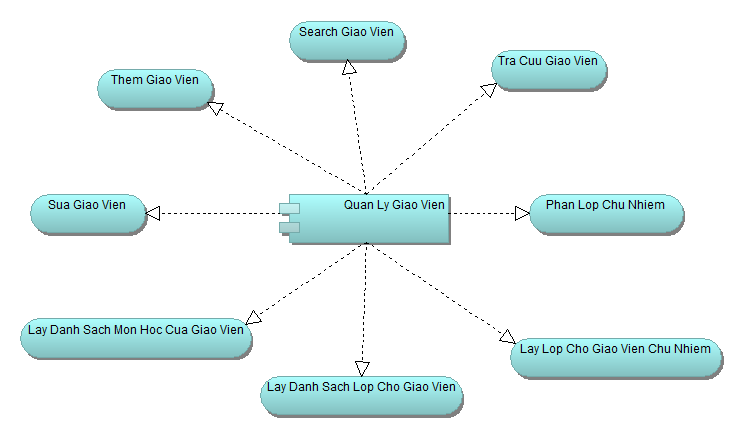 Search Giao Vien
Tra Cuu Giao Vien
Them Giao Vien
Sua Giao Vien
Quan Ly Giao Vien
Phan Lop Chu Nhiem
Lay Danh Sach Mon Hoc Cua Giao Vien
Lay Lop Cho Giao Vien Chu Nhiem
Lay Danh Sach Lop Cho Giao Vien